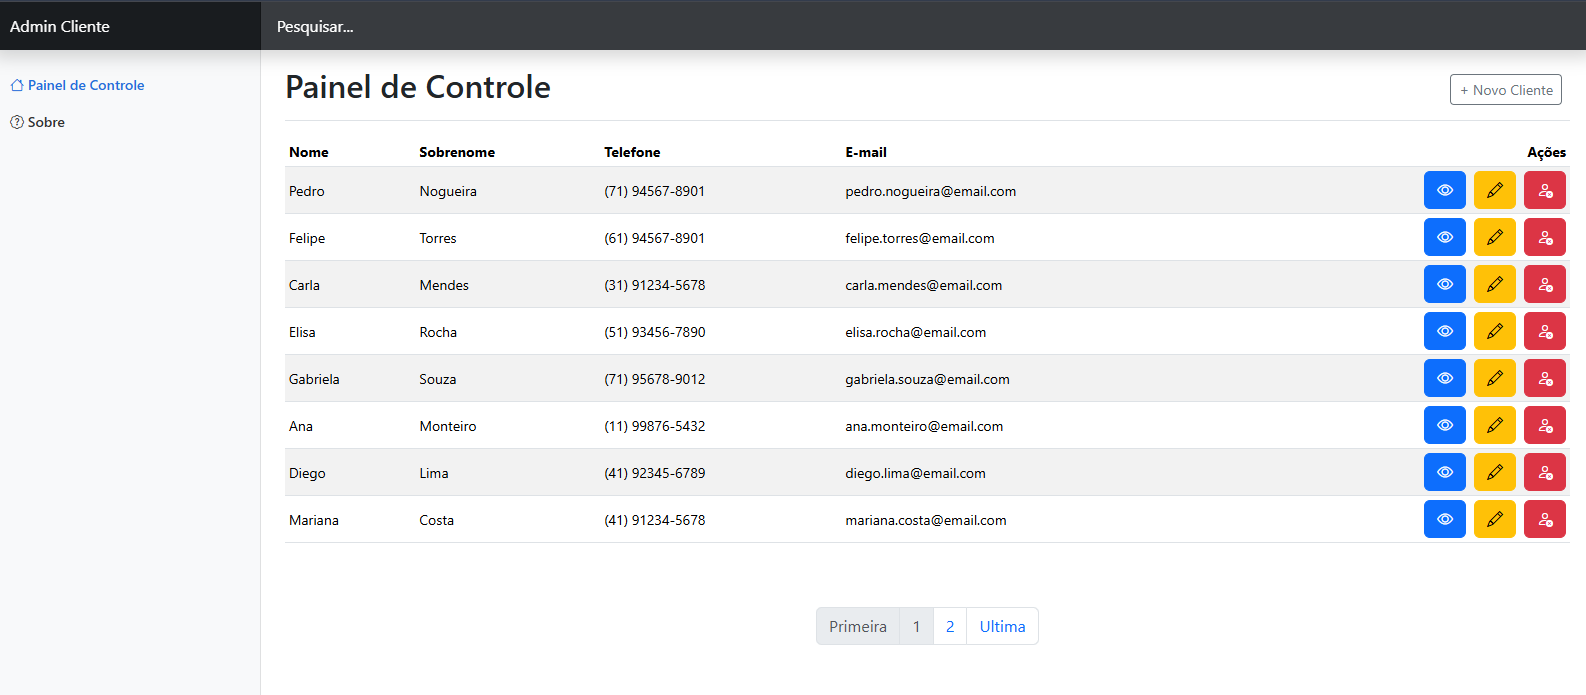 Admin Cliente
Pesquisar...
Painel de Controle
Sobre
Painel de Controle
+ Novo Cliente
Nome Sobrenome Telefone E-mail Ações
Pedro Nogueira (71) 94567-8901 pedro.nogueira@email.com
Felipe Torres (61) 94567-8901 felipe.torres@email.com
Carla Mendes (31) 91234-5678 carla.mendes@email.com
Elisa Rocha (51) 93456-7890 elisa.rocha@email.com
Gabriela Souza (71) 95678-9012 gabriela.souza@email.com
Ana Monteiro (11) 99876-5432 ana.monteiro@email.com
Diego Lima (41) 92345-6789 diego.lima@email.com
Mariana Costa (41) 91234-5678 mariana.costa@email.com
Primeira 1 2 Ultima